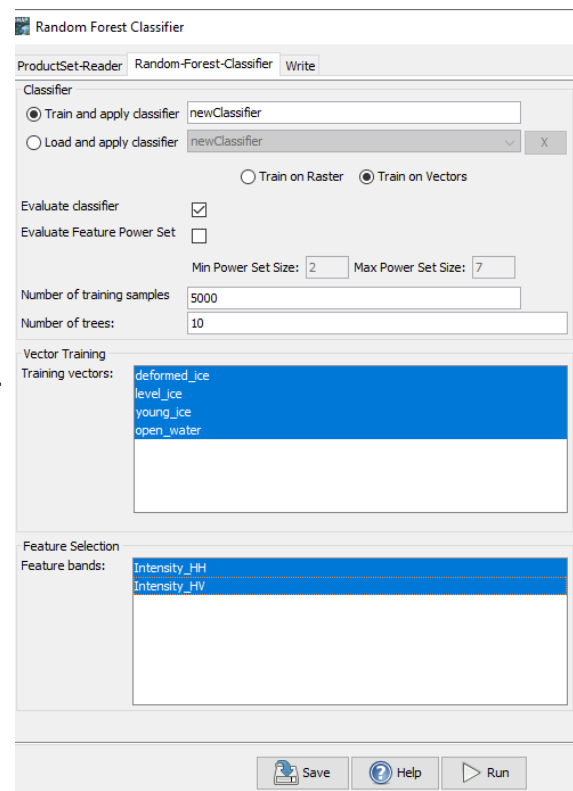 Random Forest Classifier
ProductSet-Reader Random-Forest-Classifier Write
Classifier
Train and apply classifier newClassifier
Load and apply classifier newClassifier X
Train on Raster Train on Vectors
Evaluate classifier
Evaluate Feature Power Set
Min Power Set Size: 2 Max Power Set Size: 7
Number of training samples 5000
Number of trees: 10
Vector Training
Training vectors: deformed_ice
level_ice
young_ice
open_water
Feature Selection
Feature bands: Intensity_HH
Intensity_HV
Save Help Run